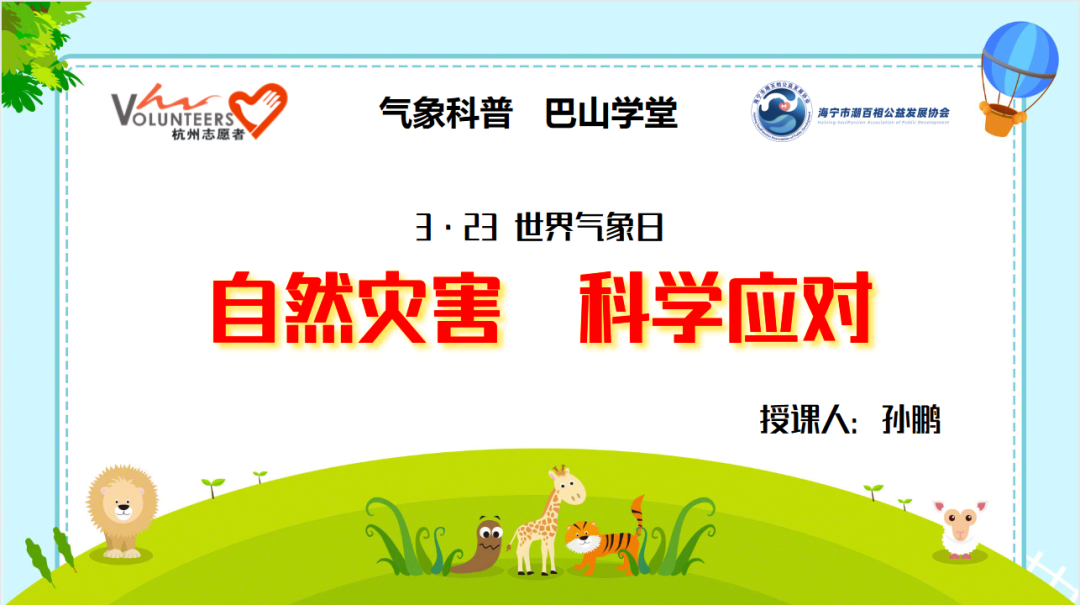 VOLUNTEERS
杭州志愿者
气象科普 巴山学堂
海宁市潮百相公益发展协会
3·23 世界气象日
自然灾害 科学应对
授课人：孙鹏